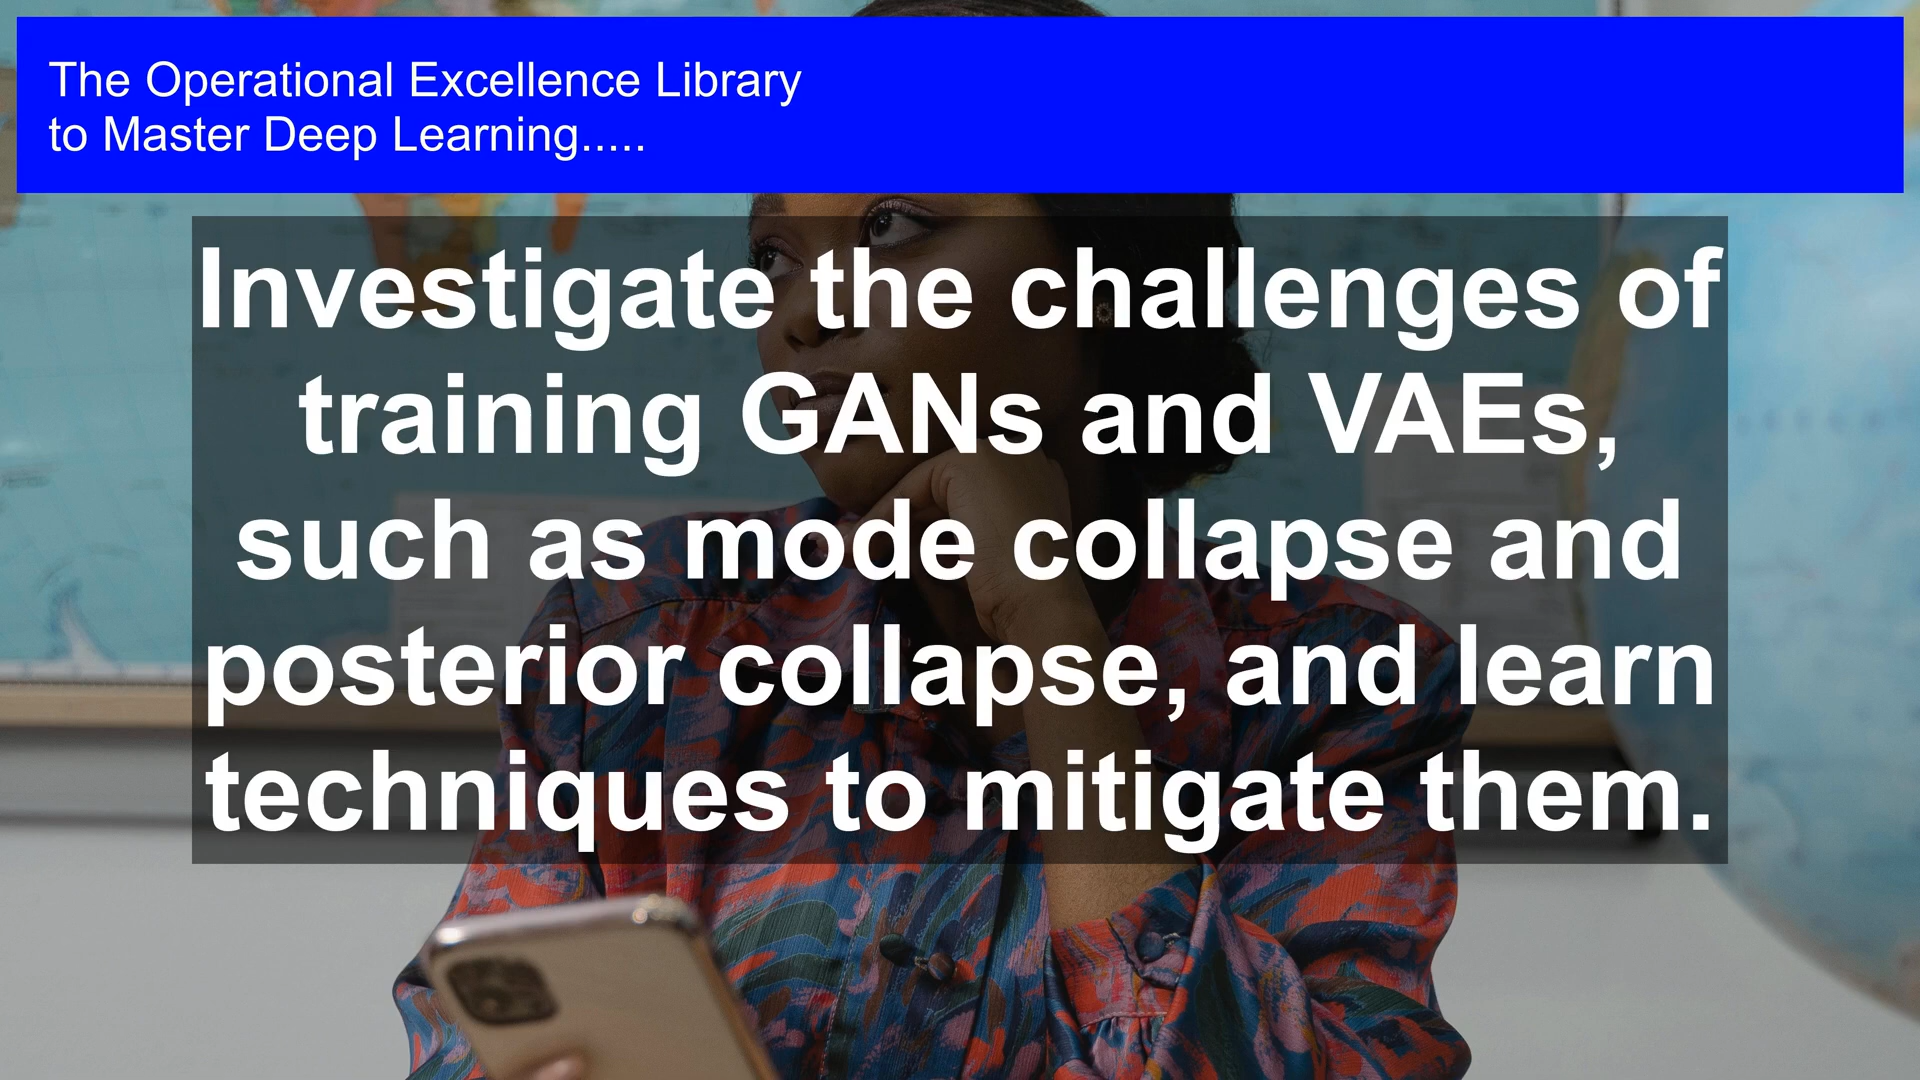 The Operational Excellence Library
to Master Deep Learning.....
Investigate the challenges of
training GANs and VAEs,
such as mode collapse and
posterior collapse, and learn
techniques to mitigate them.